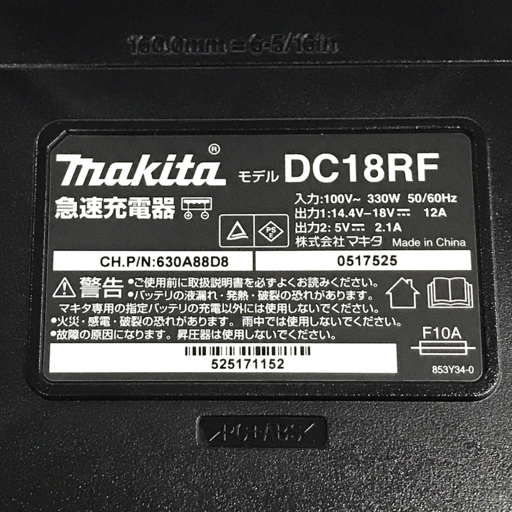 160.0mm = 6-5/16in
makita® モデル DC18RF
急速充電器
入力:100V~ 330W 50/60Hz
出力1:14.4V-18V 12A
出力2: 5V 2.1A
株式会社マキタ Made in China
PS E
CH.P/N:630A88D8 0517525
警告 •ご使用前に取扱説明書を必ずよくお読みください。
•バッテリの液漏れ・発熱・破裂の恐れがあります。
マキタ専用の指定バッテリの充電以外には使用しないでください。
•火災・感電・破裂の恐れがあります。雨中では使用しないでください。
•故障の原因になります。昇圧器は使用しないでください。
F10A
853Y34-0
525171152
>PC+ABS<